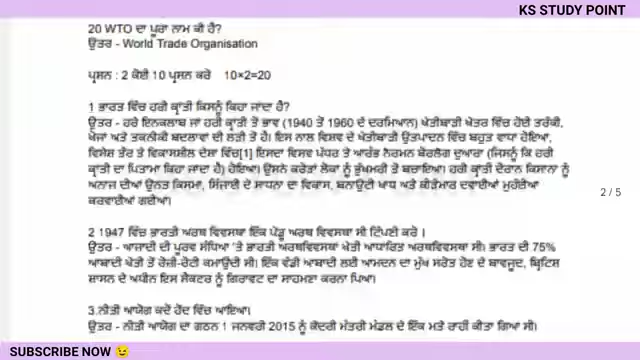 KS STUDY POINT
20 WTO ਦਾ ਪੂਰਾ ਨਾਮ ਕੀ ਹੈ?
ਉਤਰ - World Trade Organisation
ਪ੍ਰਸ਼ਨ : 2 ਕੋਈ 10 ਪ੍ਰਸ਼ਨ ਕਰੋ 10×2=20
1 ਭਾਰਤ ਵਿੱਚ ਹਰੀ ਕ੍ਰਾਂਤੀ ਕਿਸਨੂੰ ਕਿਹਾ ਜਾਂਦਾ ਹੈ?
ਉਤਰ - ਹਰੇ ਇਨਕਲਾਬ ਜਾਂ ਹਰੀ ਕ੍ਰਾਤੀ ਤੋ ਭਾਵ (1940 ਤੋਂ 1960 ਦੇ ਦਰਮਿਆਨ) ਖੇਤੀਬਾੜੀ ਖੇਤਰ ਵਿੱਚ ਹੋਈ ਤਰੱਕੀ,
ਖੋਜਾਂ ਅਤੇ ਤਕਨੀਕੀ ਬਦਲਾਵਾਂ ਦੀ ਲੜੀ ਤੋਂ ਹੈ। ਇਸ ਨਾਲ ਵਿਸ਼ਵ ਦੇ ਖੇਤੀਬਾੜੀ ਉਤਪਾਦਨ ਵਿੱਚ ਬਹੁਤ ਵਾਧਾ ਹੋਇਆ,
ਵਿਸ਼ੇਸ਼ ਤੌਰ ਤੇ ਵਿਕਾਸਸ਼ੀਲ ਦੇਸ਼ਾਂ ਵਿੱਚ[1] ਇਸਦਾ ਵਿਸ਼ਵ ਪੱਧਰ ਤੇ ਆਰੰਭ ਨੋਰਮਨ ਬੋਰਲੋਗ ਦੁਆਰਾ (ਜਿਸਨੂੰ ਕਿ ਹਰੀ
ਕ੍ਰਾਂਤੀ ਦਾ ਪਿਤਾਮਾ ਕਿਹਾ ਜਾਂਦਾ ਹੈ) ਹੋਇਆ। ਉਸਨੇ ਕਰੋੜਾਂ ਲੋਕਾਂ ਨੂੰ ਭੁੱਖਮਰੀ ਤੋਂ ਬਚਾਇਆ। ਹਰੀ ਕ੍ਰਾਂਤੀ ਦੌਰਾਨ ਕਿਸਾਨਾਂ ਨੂੰ
ਅਨਾਜ ਦੀਆਂ ਉਨਤ ਕਿਸਮਾਂ, ਸਿੰਜਾਈ ਦੇ ਸਾਧਨਾਂ ਦਾ ਵਿਕਾਸ, ਬਨਾਉਟੀ ਖਾਧ ਅਤੇ ਕੀਟਮਾਰ ਦਵਾਈਆਂ ਮੁਹੱਈਆ
ਕਰਵਾਈਆਂ ਗਈਆਂ।
2 / 5
2 1947 ਵਿੱਚ ਭਾਰਤੀ ਅਰਥ ਵਿਵਸਥਾ ਇੱਕ ਪੇਂਡੂ ਅਰਥ ਵਿਵਸਥਾ ਸੀ ਟਿੱਪਣੀ ਕਰੋ ।
ਉਤਰ - ਆਜ਼ਾਦੀ ਦੀ ਪੂਰਵ ਸੰਧਿਆ 'ਤੇ ਭਾਰਤੀ ਅਰਥਵਿਵਸਥਾ ਖੇਤੀ ਆਧਾਰਿਤ ਅਰਥਵਿਵਸਥਾ ਸੀ। ਭਾਰਤ ਦੀ 75%
ਆਬਾਦੀ ਖੇਤੀ ਤੋਂ ਰੋਜ਼ੀ-ਰੋਟੀ ਕਮਾਉਂਦੀ ਸੀ। ਇੱਕ ਵੱਡੀ ਆਬਾਦੀ ਲਈ ਆਮਦਨ ਦਾ ਮੁੱਖ ਸਰੋਤ ਹੋਣ ਦੇ ਬਾਵਜੂਦ, ਬ੍ਰਿਟਿਸ਼
ਸ਼ਾਸਨ ਦੇ ਅਧੀਨ ਇਸ ਸੈਕਟਰ ਨੂੰ ਗਿਰਾਵਟ ਦਾ ਸਾਹਮਣਾ ਕਰਨਾ ਪਿਆ।
3.ਨੀਤੀ ਆਯੋਗ ਕਦੋਂ ਹੋਂਦ ਵਿੱਚ ਆਇਆ।
ਉਤਰ - ਨੀਤੀ ਆਯੋਗ ਦਾ ਗਠਨ 1 ਜਨਵਰੀ 2015 ਨੂੰ ਕੇਂਦਰੀ ਮੰਤਰੀ ਮੰਡਲ ਦੇ ਇੱਕ ਮਤੇ ਰਾਹੀਂ ਕੀਤਾ ਗਿਆ ਸੀ।
SUBSCRIBE NOW 😉